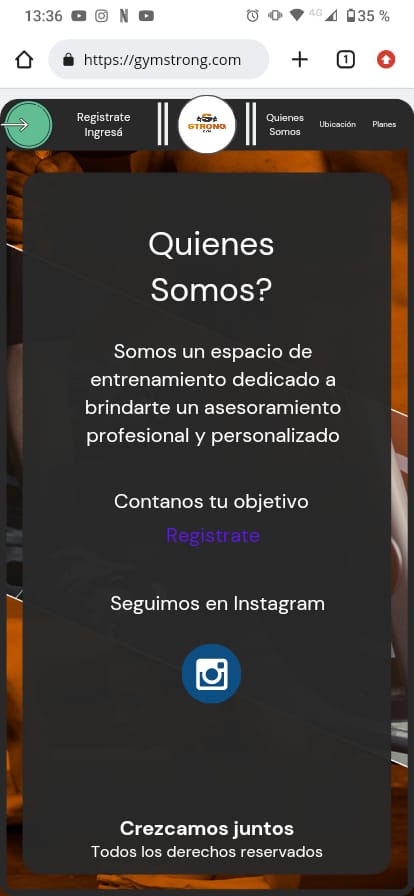 13:36
4G
35 %
https://gymstrong.com
1
Registrate
Ingresá
STRONG
GYM
Quienes
Somos
Ubicación
Planes
Quienes
Somos?
Somos un espacio de
entrenamiento dedicado a
brindarte un asesoramiento
profesional y personalizado
Contanos tu objetivo
Registrate
Seguimos en Instagram
Crezcamos juntos
Todos los derechos reservados